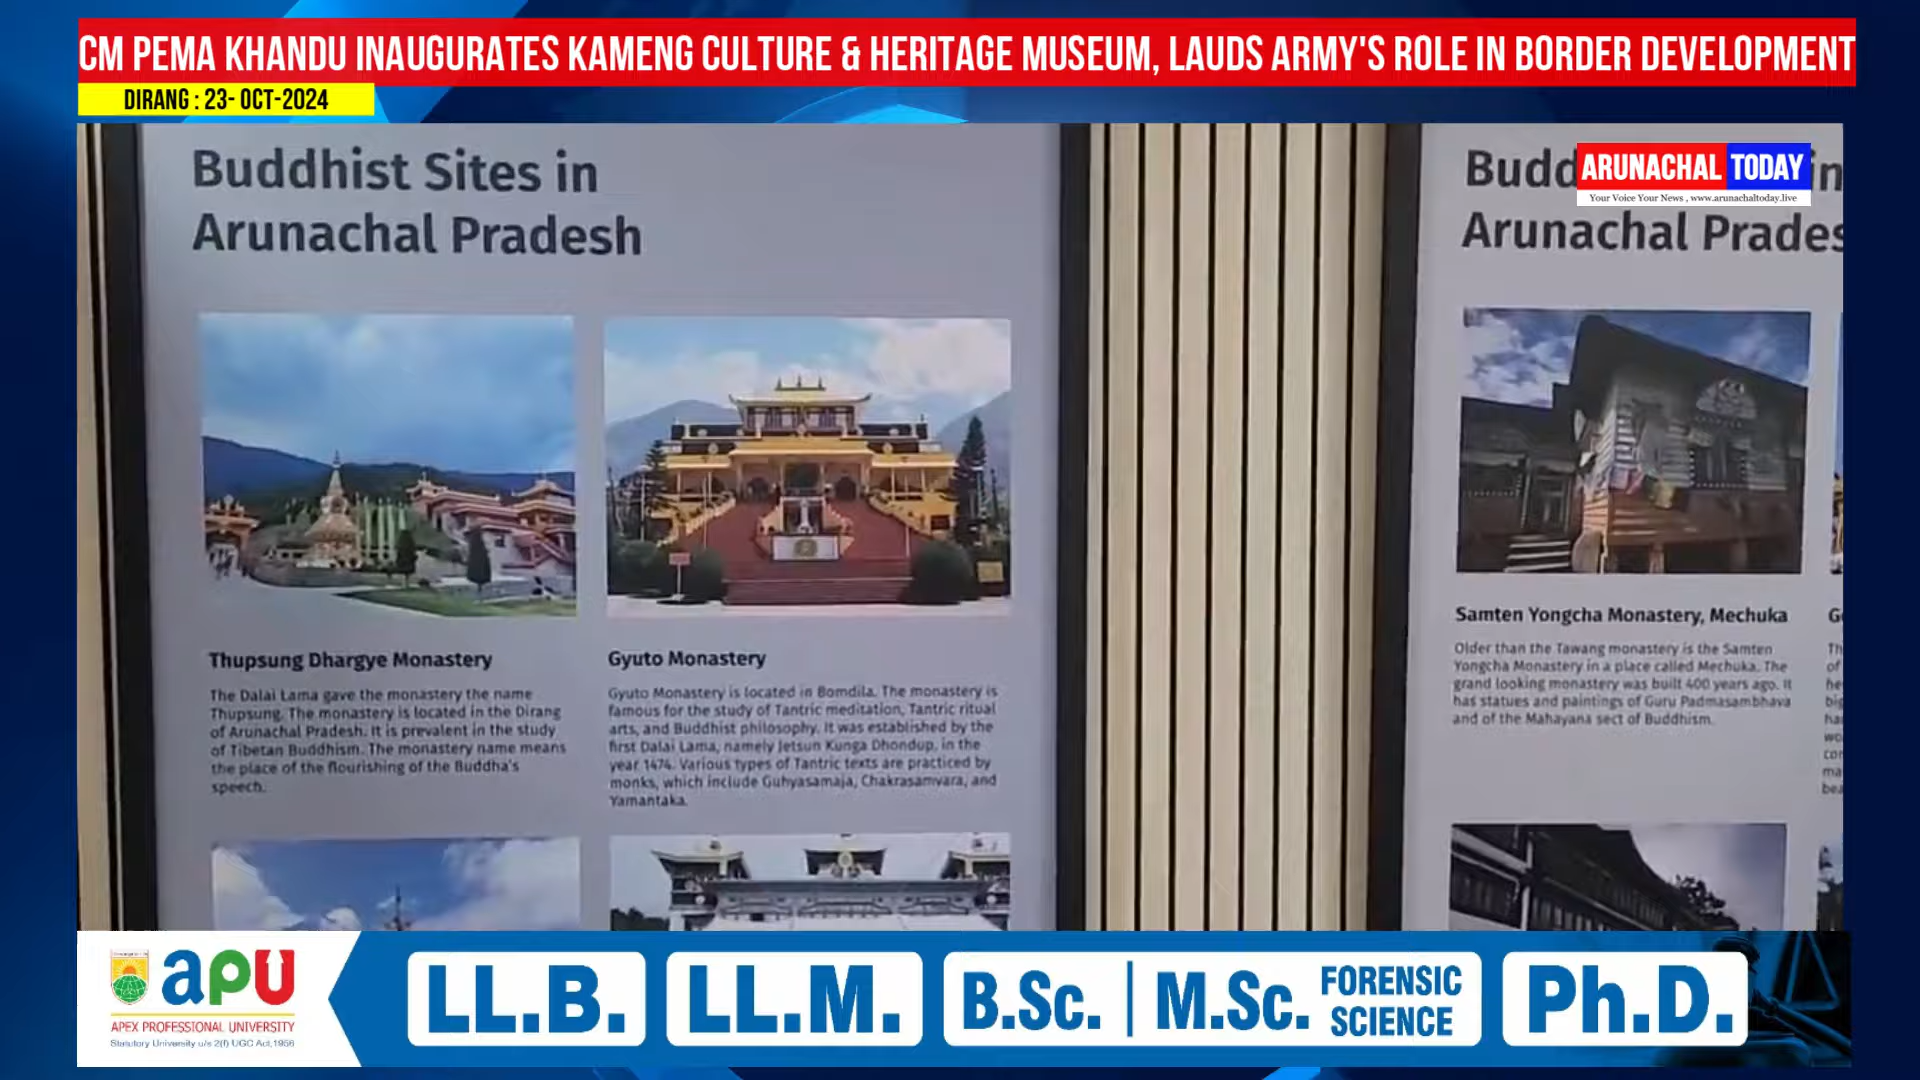 CM PEMA KHANDU INAUGURATES KAMENG CULTURE & HERITAGE MUSEUM, LAUDS ARMY'S ROLE IN BORDER DEVELOPMENT
DIRANG : 23- OCT-2024
Buddhist Sites in
Arunachal Pradesh
Thupsung Dhargye Monastery
The Dalai Lama gave the monastery the name
Thupsung. The monastery is located in the Dirang
of Arunachal Pradesh. It is prevalent in the study
of Tibetan Buddhism. The monastery name means
the place of the flourishing of the Buddha's
speech.
Gyuto Monastery
Gyuto Monastery is located in Bomdila. The monastery is
famous for the study of Tantric meditation, Tantric ritual
arts, and Buddhist philosophy. It was established by the
first Dalai Lama, namely Jetsun Kunga Dhondup, in the
year 1474. Various types of Tantric texts are practiced by
monks, which include Guhyasamaja, Chakrasamvara, and
Yamantaka.
Budd in
Arunachal Prades
ARUNACHAL TODAY
Your Voice Your News , www.arunachaltoday.live
Samten Yongcha Monastery, Mechuka
Older than the Tawang monastery is the Samten
Yongcha Monastery in a place called Mechuka. The
grand looking monastery was built 400 years ago. It
has statues and paintings of Guru Padmasambhava
and of the Mahayana sect of Buddhism.
apu
APEX PROFESSIONAL UNIVERSITY
Statutory University u/s 2(f) UGC Act,1956
LL.B.
LL.M.
B.Sc. | M.Sc. FORENSIC
SCIENCE
Ph.D.